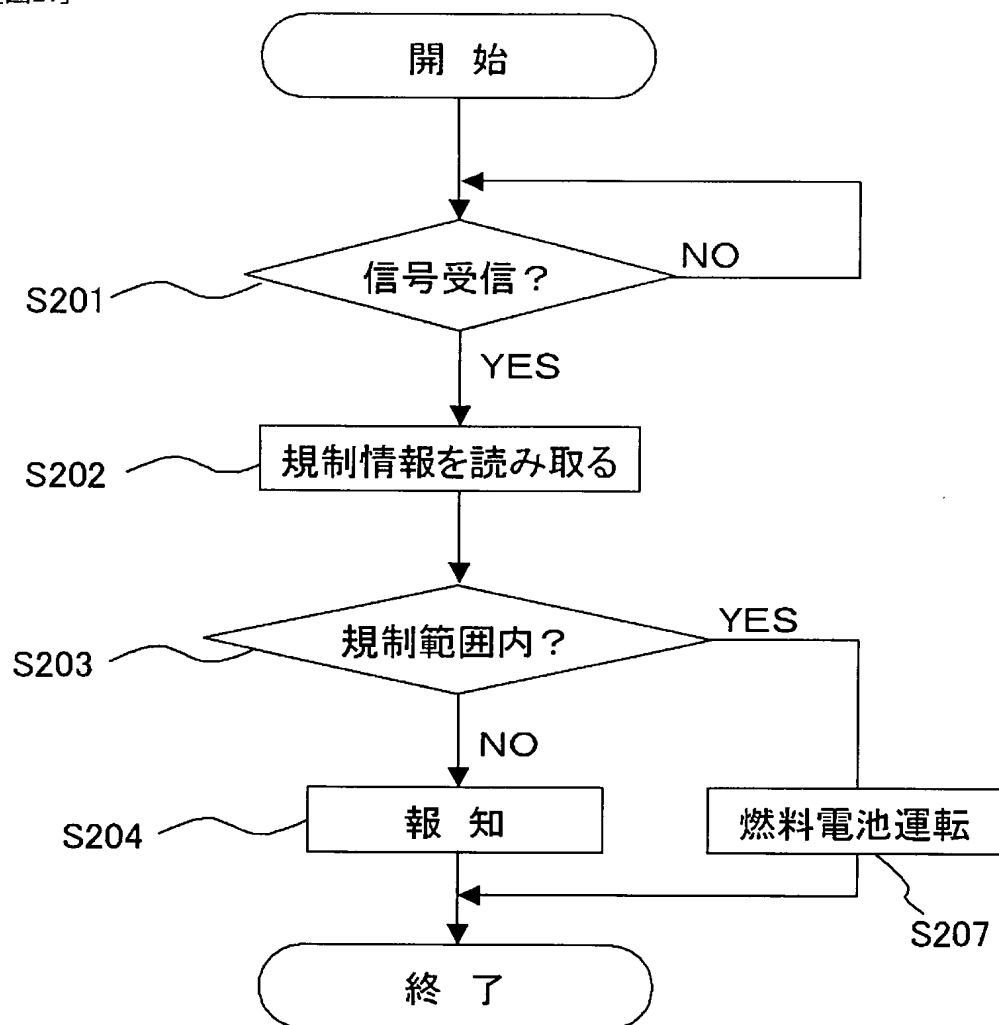 開 始
信号受信?
NO
S201
YES
規制情報を読み取る
S202
規制範囲内?
YES
S203
NO
報 知
燃料電池運転
S204
S207
終 了